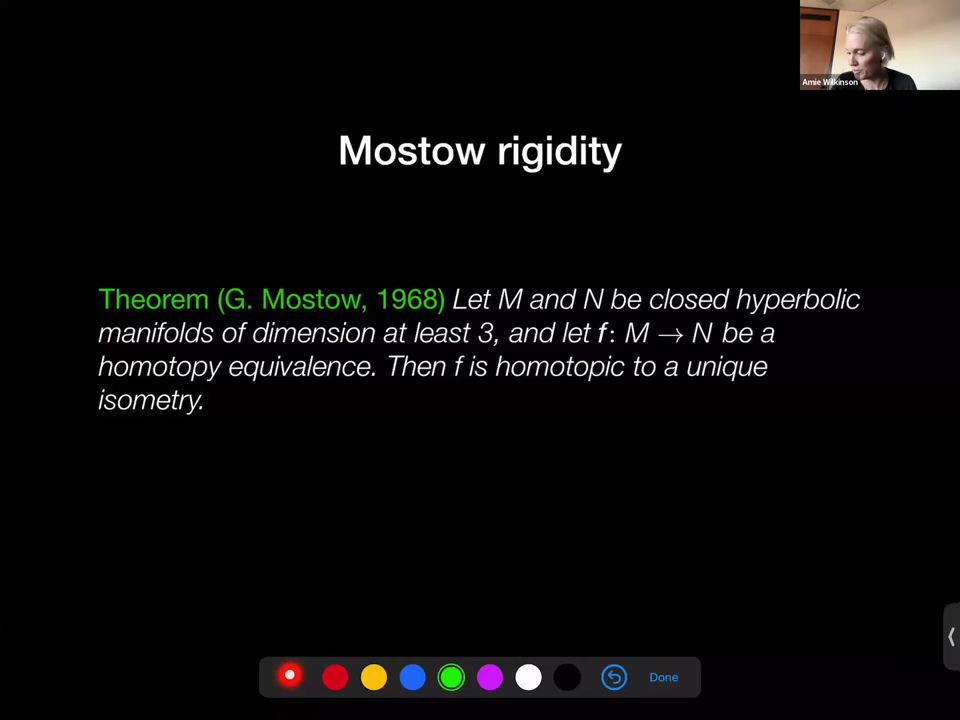 Amie Wilkinson
Mostow rigidity
Theorem (G. Mostow, 1968) Let M and N be closed hyperbolic
manifolds of dimension at least 3, and let f: M → N be a
homotopy equivalence. Then f is homotopic to a unique
isometry.
Done